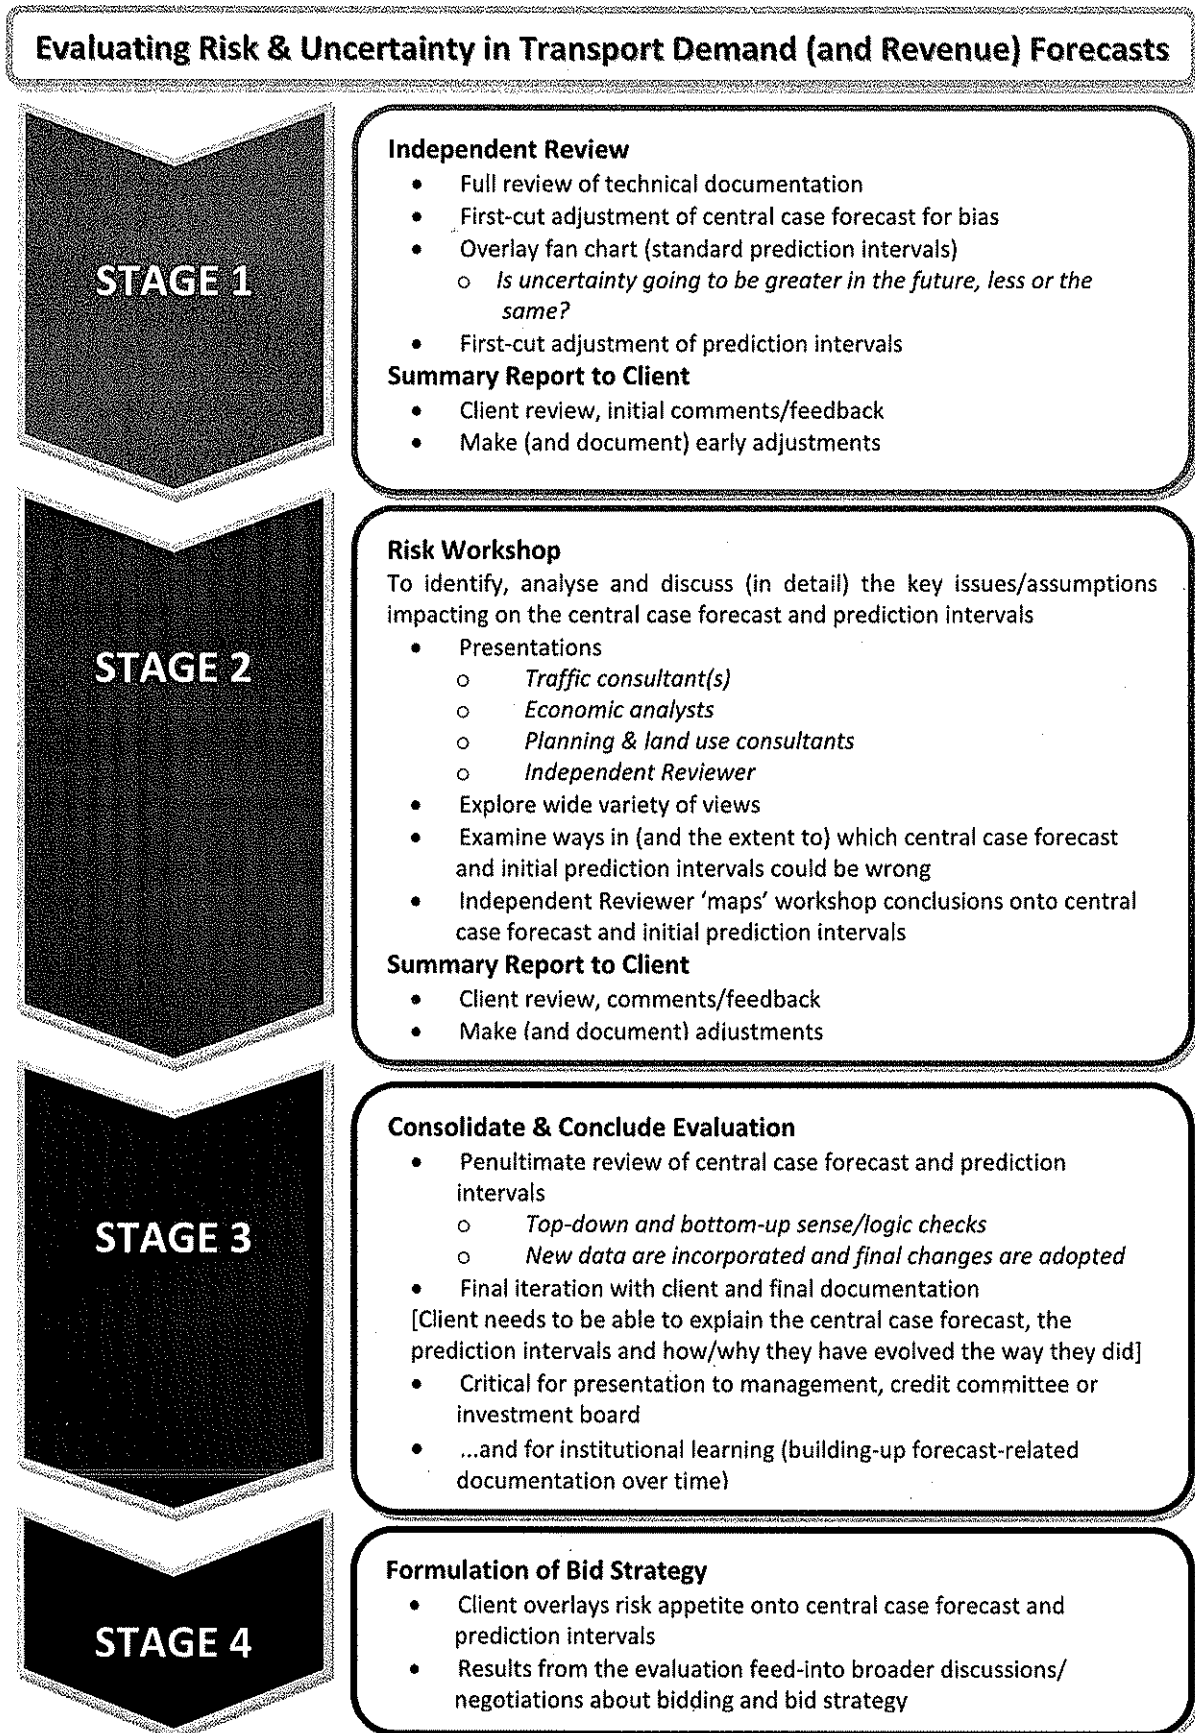 Evaluating Risk & Uncertainty in Transport Demand (and Revenue) Forecasts
STAGE 1
Independent Review
• Full review of technical documentation
• First-cut adjustment of central case forecast for bias
• Overlay fan chart (standard prediction intervals)
o Is uncertainty going to be greater in the future, less or the
same?
• First-cut adjustment of prediction intervals
Summary Report to Client
• Client review, initial comments/feedback
• Make (and document) early adjustments
STAGE 2
Risk Workshop
To identify, analyse and discuss (in detail) the key issues/assumptions
impacting on the central case forecast and prediction intervals
• Presentations
o Traffic consultant(s)
o Economic analysts
o Planning & land use consultants
o Independent Reviewer
• Explore wide variety of views
• Examine ways in (and the extent to) which central case forecast
and initial prediction intervals could be wrong
• Independent Reviewer 'maps' workshop conclusions onto central
case forecast and initial prediction intervals
Summary Report to Client
• Client review, comments/feedback
• Make (and document) adjustments
STAGE 3
Consolidate & Conclude Evaluation
• Penultimate review of central case forecast and prediction
intervals
o Top-down and bottom-up sense/logic checks
o New data are incorporated and final changes are adopted
• Final iteration with client and final documentation
[Client needs to be able to explain the central case forecast, the
prediction intervals and how/why they have evolved the way they did]
• Critical for presentation to management, credit committee or
investment board
• ...and for institutional learning (building-up forecast-related
documentation over time)
STAGE 4
Formulation of Bid Strategy
• Client overlays risk appetite onto central case forecast and
prediction intervals
• Results from the evaluation feed-into broader discussions/
negotiations about bidding and bid strategy